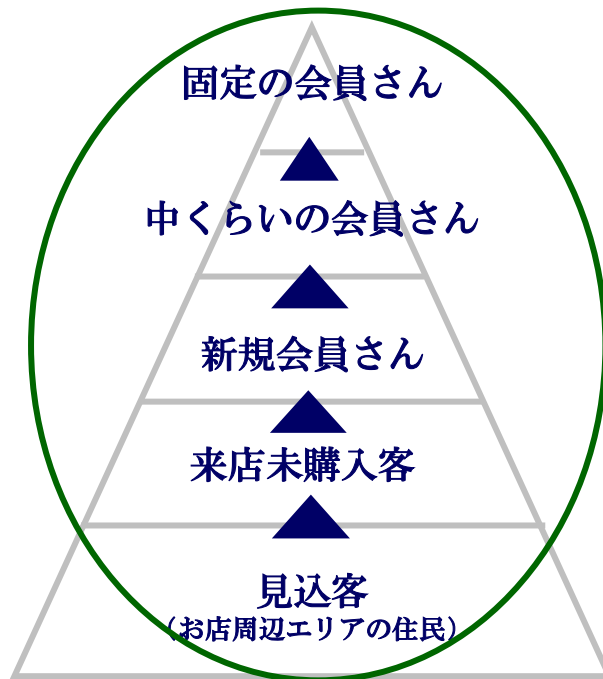 固定の会員さん
中くらいの会員さん
新規会員さん
来店未購入客
見込客
（お店周辺エリアの住民）